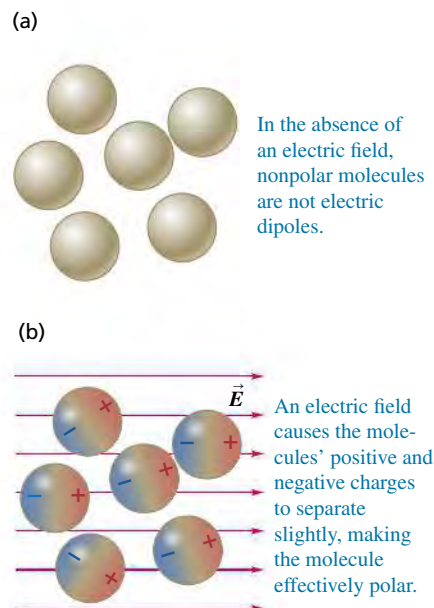 (a)
In the absence of
an electric field,
nonpolar molecules
are not electric
dipoles.
(b)
E
An electric field
causes the mole-
cules' positive and
negative charges
to separate
slightly, making
the molecule
effectively polar.